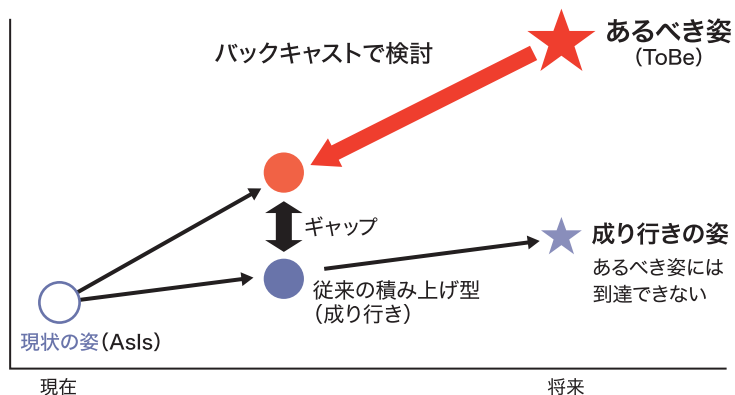 あるべき姿
（ToBe）
バックキャストで検討
ギャップ
成り行きの姿
あるべき姿には
到達できない
従来の積み上げ型
（成り行き）
現状の姿（AsIs）
現在
将来